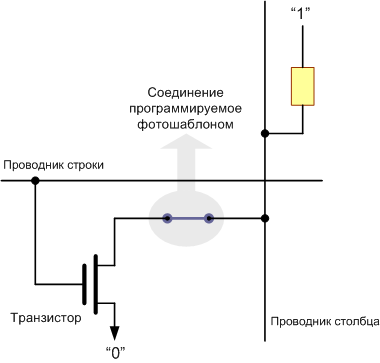 “1”
Соединение
программируемое
фотошаблоном
Проводник строки
Транзистор
Проводник столбца
“0”